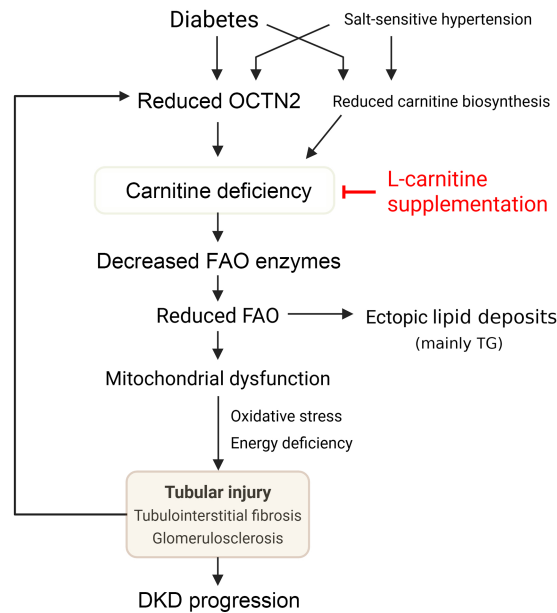 Diabetes
Salt-sensitive hypertension
Reduced OCTN2
Reduced carnitine biosynthesis
Carnitine deficiency
L-carnitine
supplementation
Decreased FAO enzymes
Reduced FAO
Ectopic lipid deposits
(mainly TG)
Mitochondrial dysfunction
Oxidative stress
Energy deficiency
Tubular injury
Tubulointerstitial fibrosis
Glomerulosclerosis
DKD progression